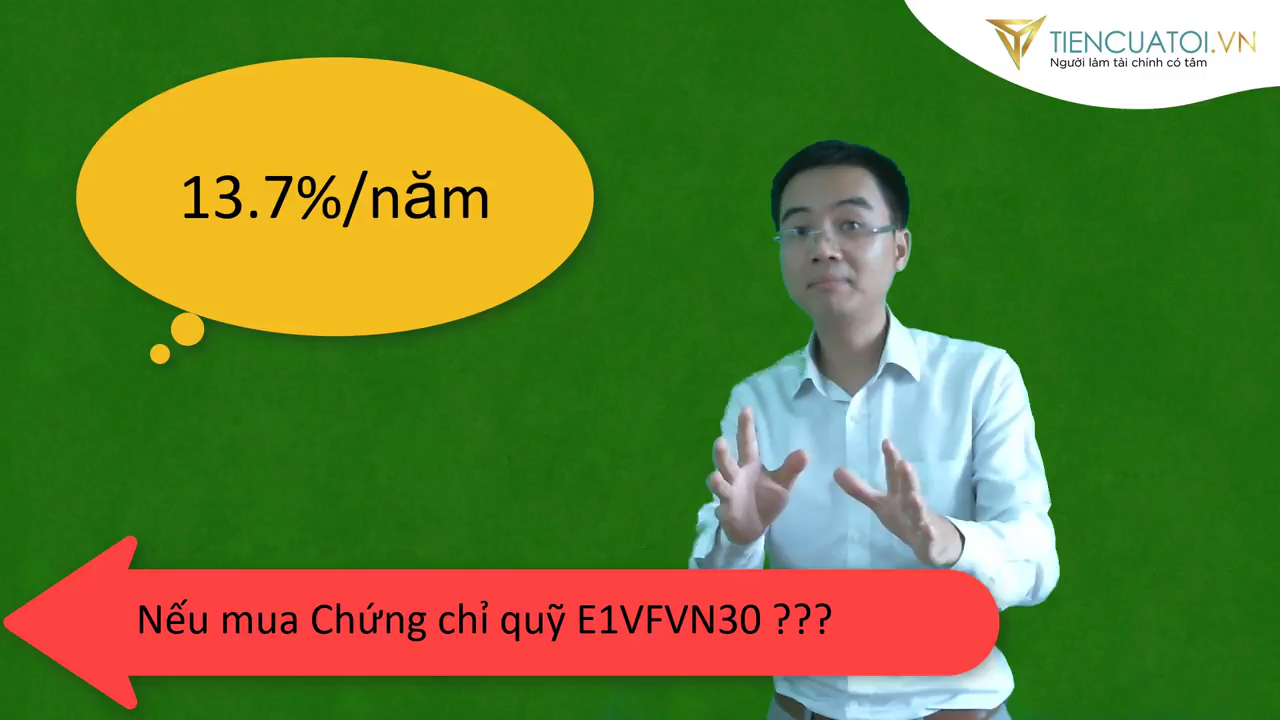 TIENCUATOI.VN
Người làm tài chính có tâm
13.7%/năm
Nếu mua Chứng chỉ quỹ E1VFVN30 ???